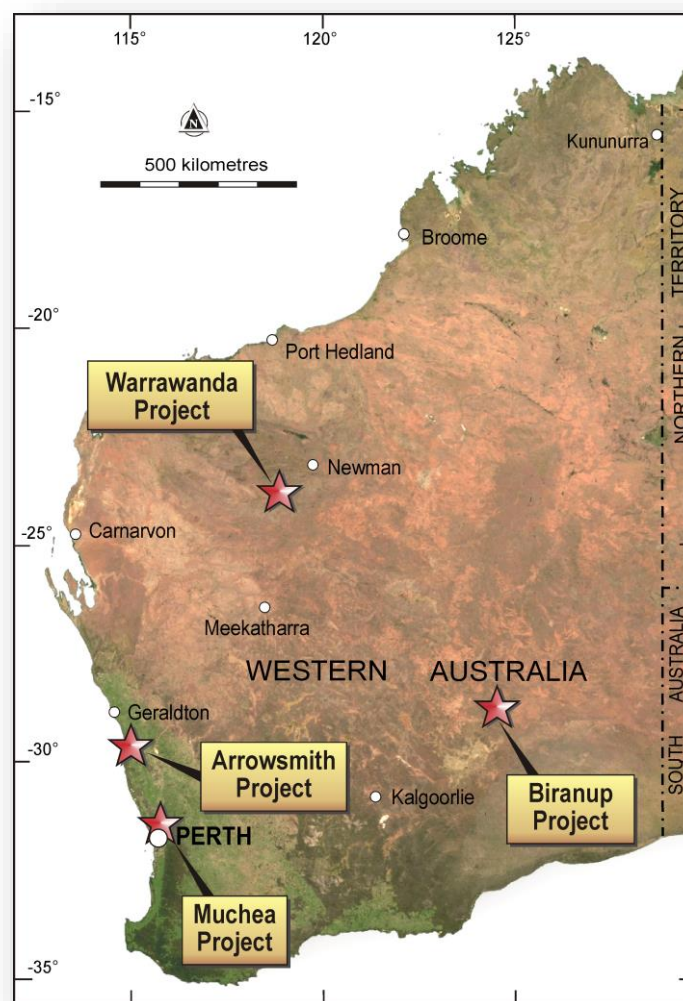 115°
120°
125°
-15°
N
500 kilometres
Kununurra
Broome
NORTHERN TERRITORY
-20°
Port Hedland
Warrawanda
Project
Newman
-25°
Carnarvon
Meekatharra
WESTERN AUSTRALIA
SOUTH AUSTRALIA
Geraldton
-30°
Arrowsmith
Project
Kalgoorlie
Biranup
Project
PERTH
Muchea
Project
-35°